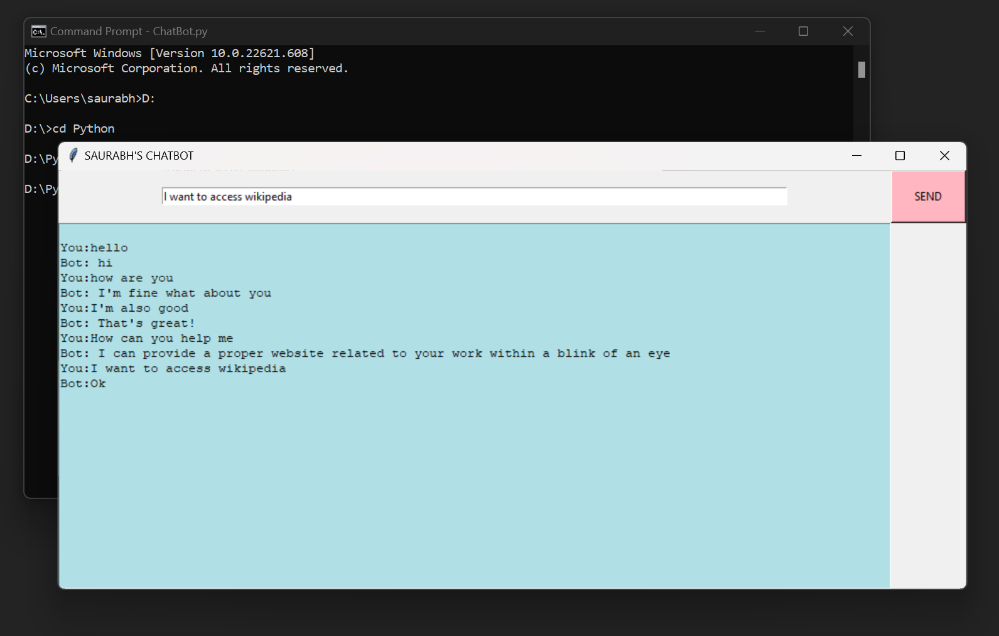 Command Prompt - ChatBot.py
Microsoft Windows [Version 10.0.22621.608]
(c) Microsoft Corporation. All rights reserved.
C:\Users\saurabh>D:
D:\>cd Python
D:\Py
D:\Py
SAURABH'S CHATBOT
I want to access wikipedia
SEND
You:hello
Bot: hi
You:how are you
Bot: I'm fine what about you
You:I'm also good
Bot: That's great!
You:How can you help me
Bot: I can provide a proper website related to your work within a blink of an eye
You:I want to access wikipedia
Bot:Ok